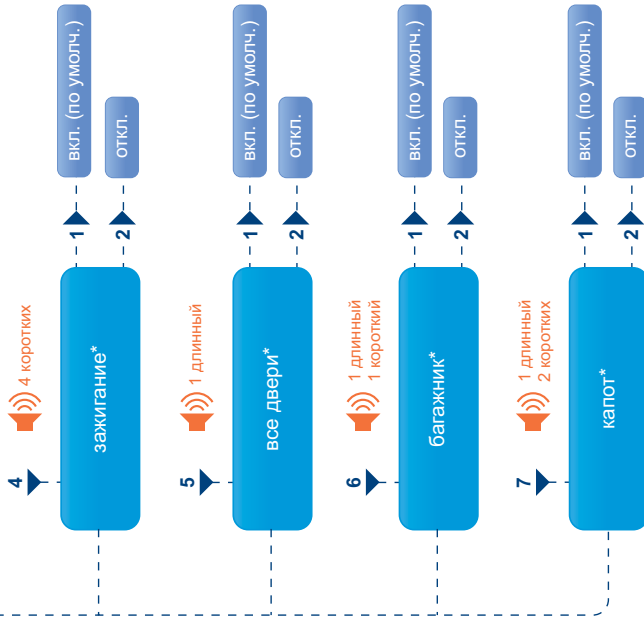 4
4 коротких
зажигание*
1
вкл. (по умолч.)
2
откл.
5
1 длинный
все двери*
1
вкл. (по умолч.)
2
откл.
6
1 длинный
1 короткий
багажник*
1
вкл. (по умолч.)
2
откл.
7
1 длинный
2 коротких
капот*
1
вкл. (по умолч.)
2
откл.